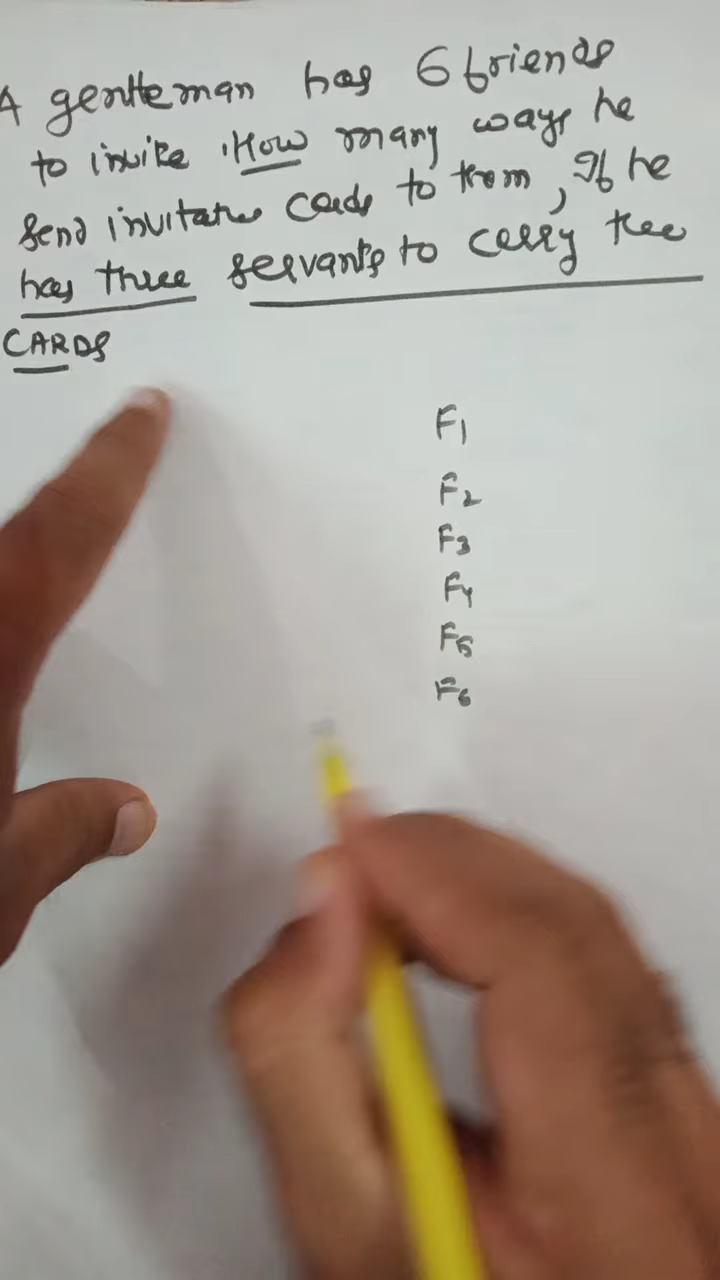 A gentleman has 6 friends
to invite . How many ways he
send invitation cards to them , If he
has three servants to carry the
CARDS
F1
F2
F3
F4
F5
F6